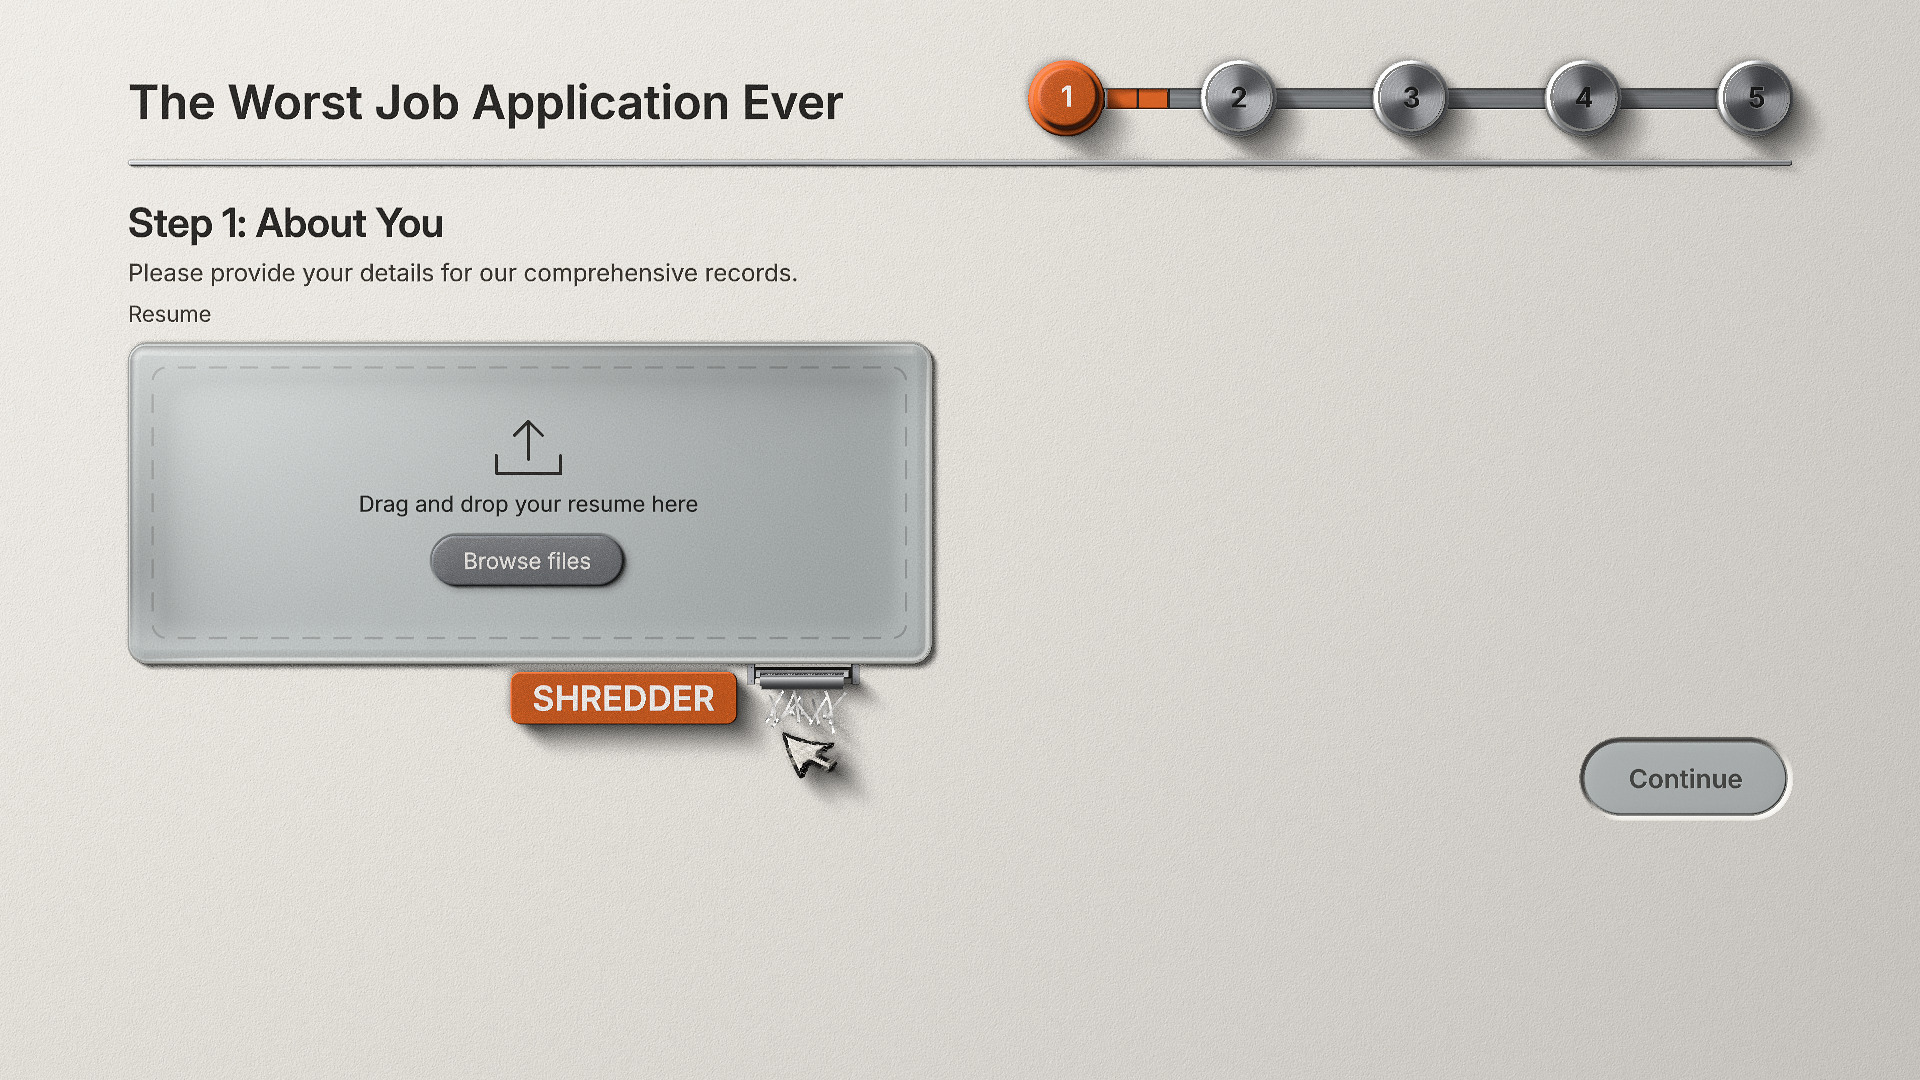 The Worst Job Application Ever
1 2 3 4 5
Step 1: About You
Please provide your details for our comprehensive records.
Resume
Drag and drop your resume here
Browse files
SHREDDER
Continue